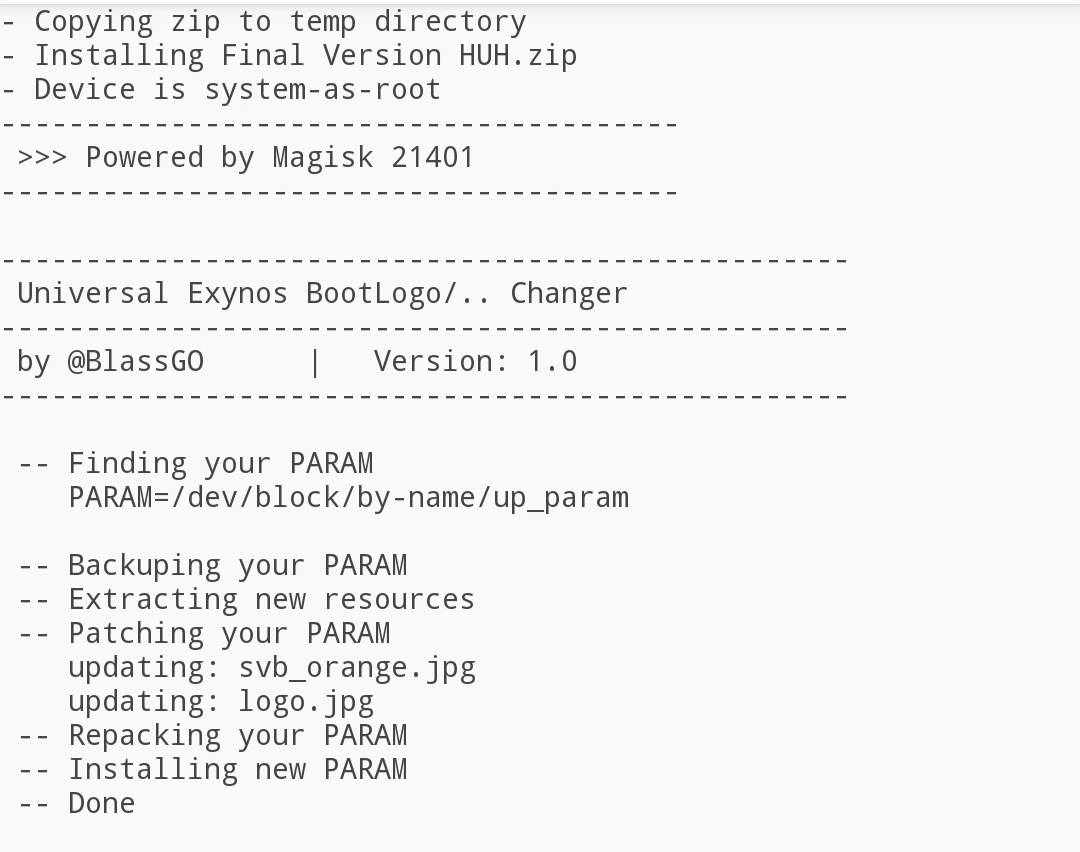 - Copying zip to temp directory
- Installing Final Version HUH.zip
- Device is system-as-root
----------------------------------------
>>> Powered by Magisk 21401
----------------------------------------
--------------------------------------------------
Universal Exynos BootLogo/.. Changer
--------------------------------------------------
by @BlassGO      |   Version: 1.0
--------------------------------------------------
-- Finding your PARAM
PARAM=/dev/block/by-name/up_param
-- Backuping your PARAM
-- Extracting new resources
-- Patching your PARAM
updating: svb_orange.jpg
updating: logo.jpg
-- Repacking your PARAM
-- Installing new PARAM
-- Done